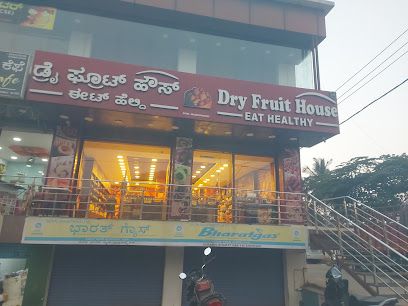 ಡ್ರೈ ಫ್ರೂಟ್ ಹೌಸ್
ಈಟ್ ಹೆಲ್ದಿ
Dry Fruit House
EAT HEALTHY
ಕೆಫೆ
ಭಾರತ್ ಗ್ಯಾಸ್
Bharatgas